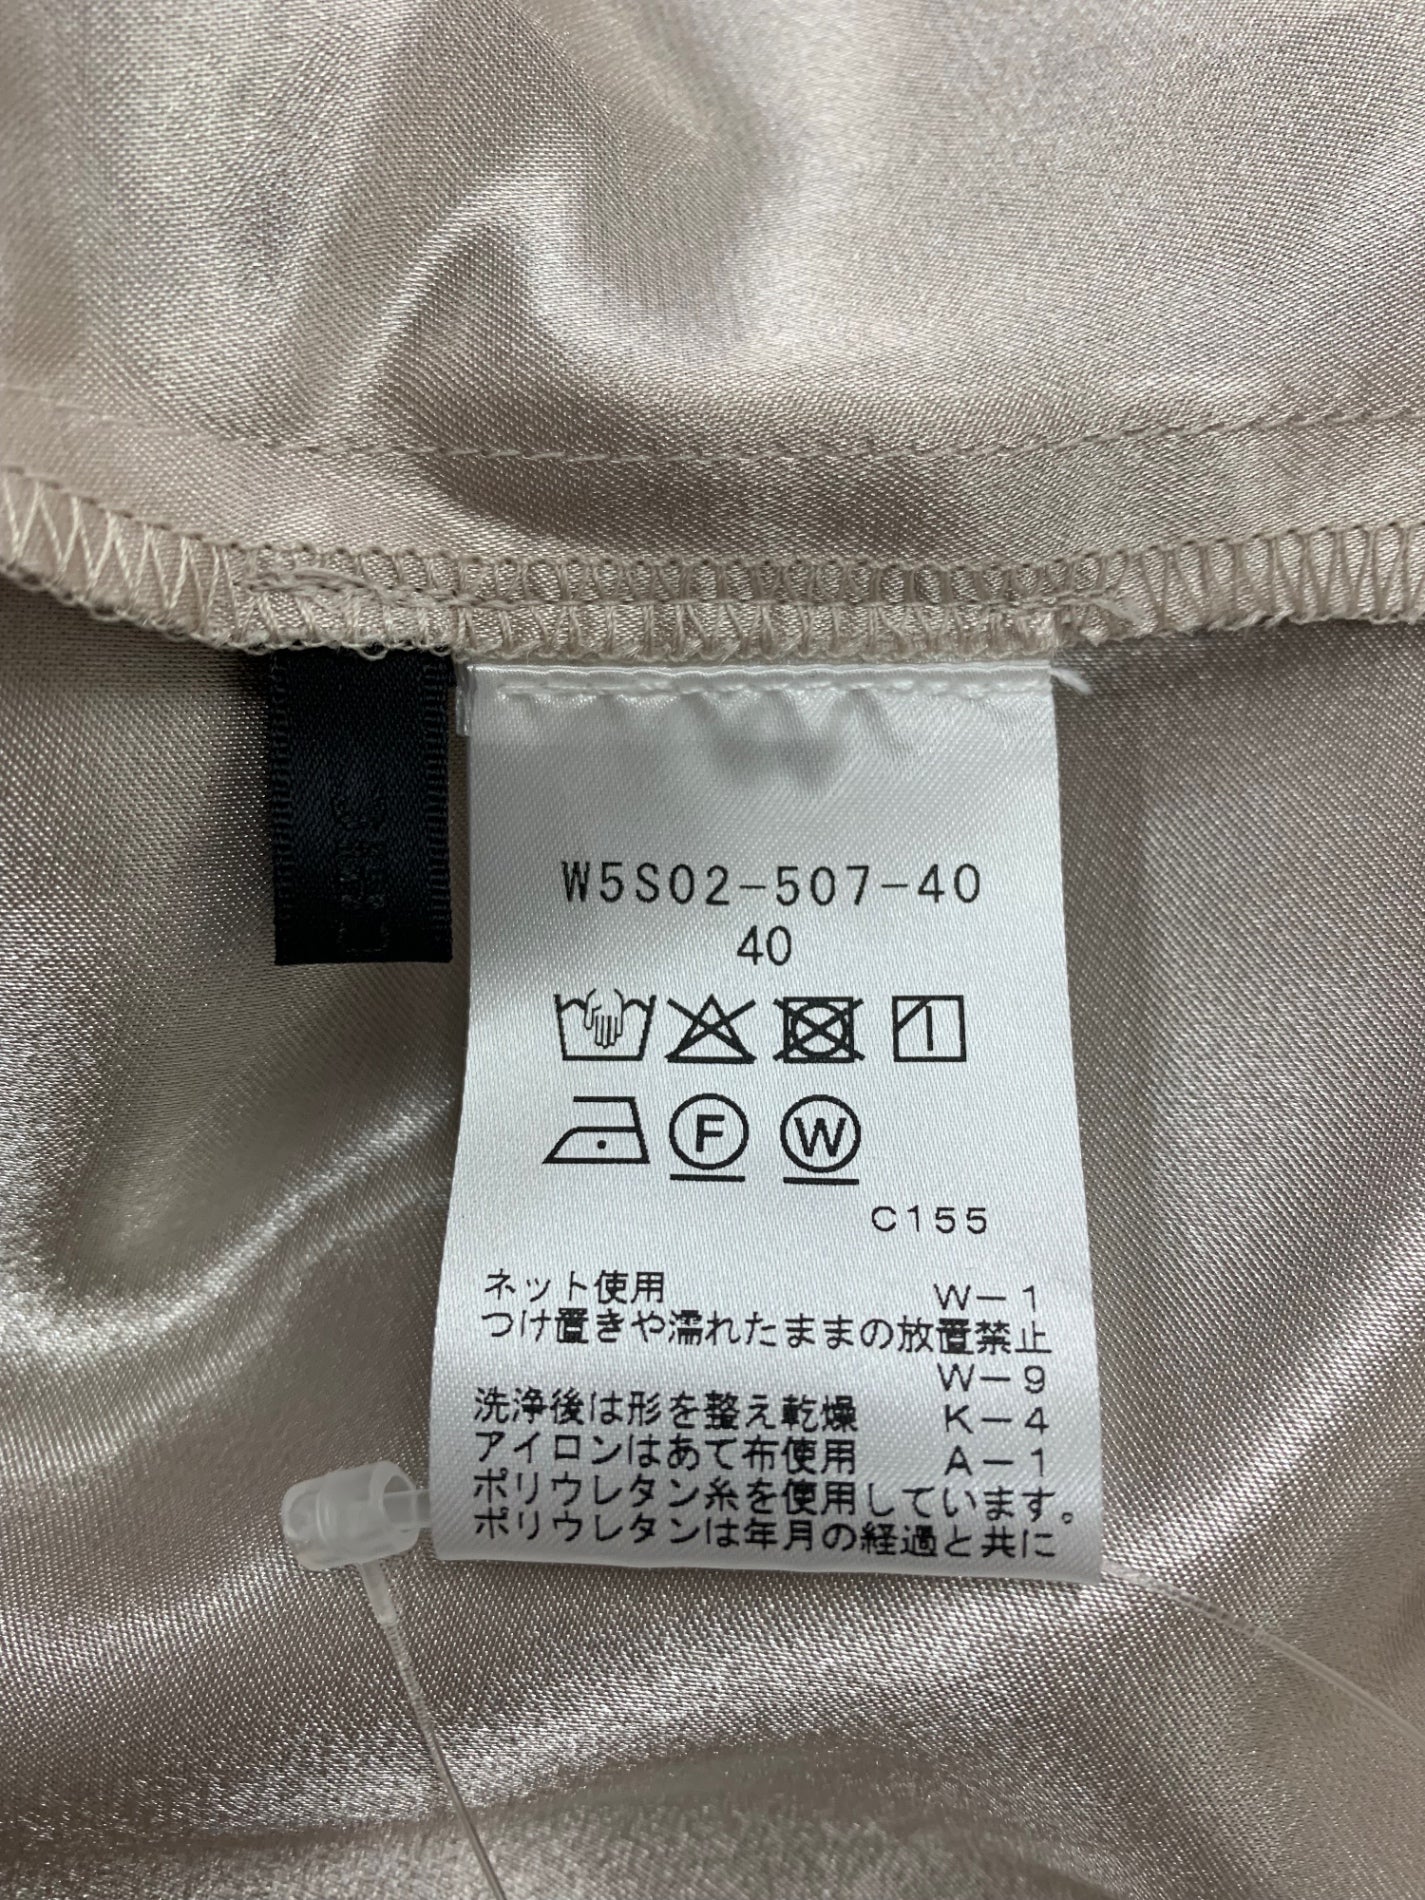 W5S02-507-40
40
F W
C155
ネット使用 W-1
つけ置きや濡れたままの放置禁止
W-9
洗浄後は形を整え乾燥 K-4
アイロンはあて布使用 A-1
ポリウレタン糸を使用しています。
ポリウレタンは年月の経過と共に